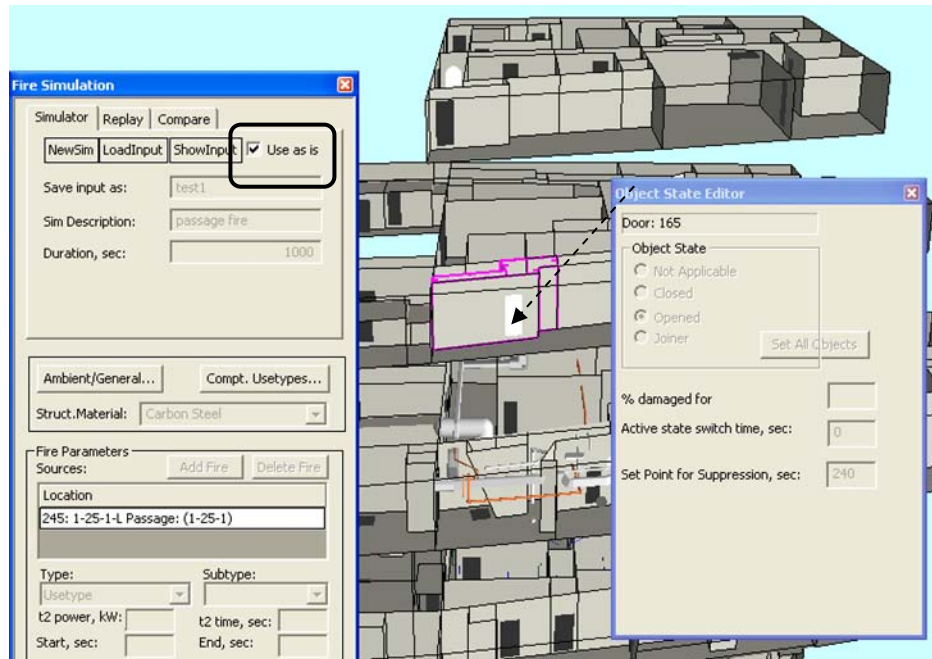 Fire Simulation
Simulator Replay Compare
NewSim LoadInput ShowInput Use as is
Save input as: test1
Sim Description: passage fire
Duration, sec: 1000
Ambient/General... Compt. Usetypes...
Struct.Material: Carbon Steel
Fire Parameters
Sources: Add Fire Delete Fire
Location
245: 1-25-1-L Passage: (1-25-1)
Type: Subtype:
Usetype
t2 power, kW: t2 time, sec:
Start, sec: End, sec:
Object State Editor
Door: 165
Object State
Not Applicable
Closed
Opened
Joiner
Set All Objects
% damaged for
Active state switch time, sec: 0
Set Point for Suppression, sec: 240